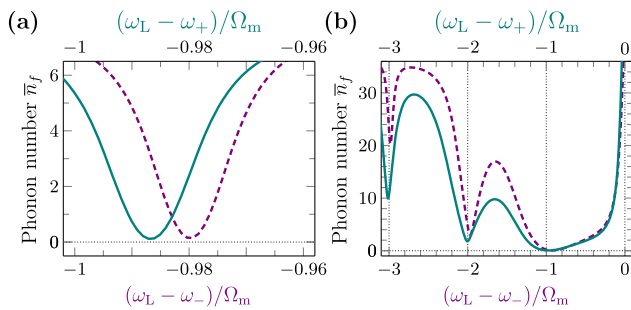 (a)
(ω_L − ω_+)/Ω_m
−1 −0.98 −0.96
Phonon number n̄_f
6
4
2
0
−1 −0.98 −0.96
(ω_L − ω_−)/Ω_m
(b)
(ω_L − ω_+)/Ω_m
−3 −2 −1 0
Phonon number n̄_f
30
20
10
0
−3 −2 −1 0
(ω_L − ω_−)/Ω_m